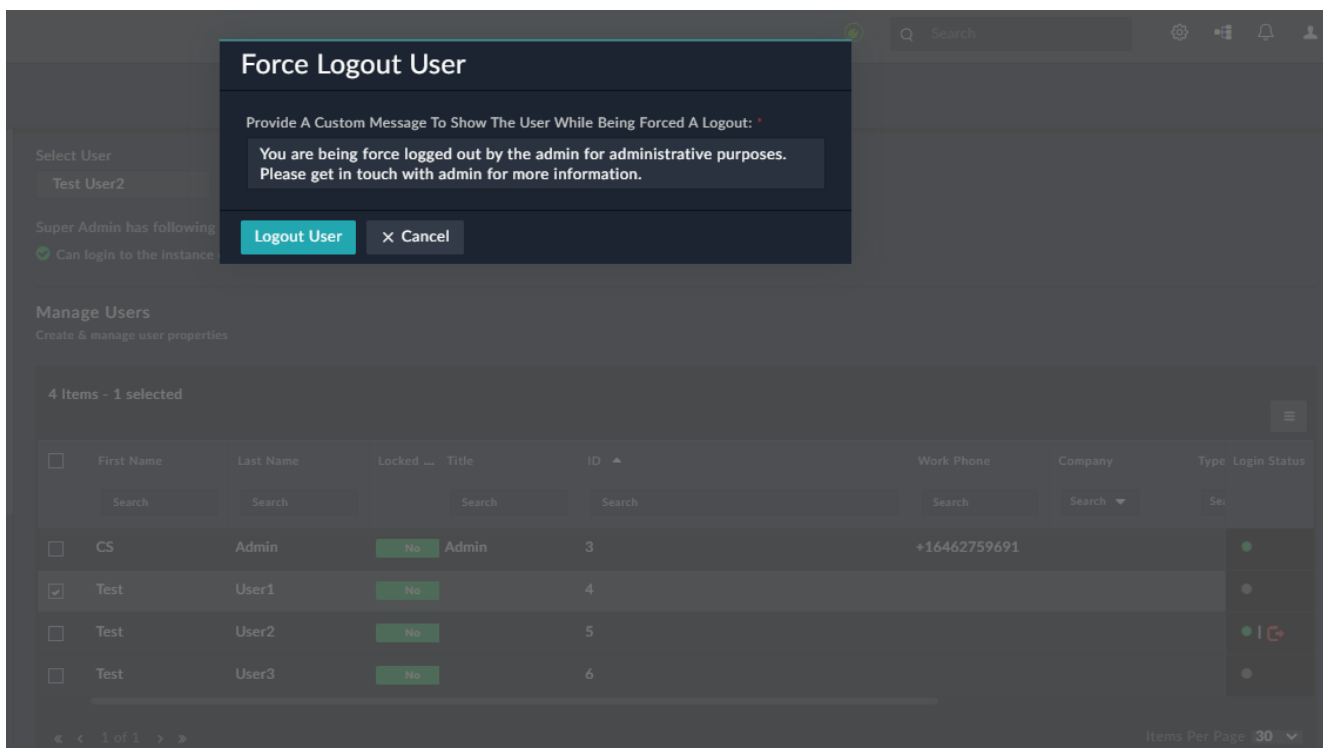 Search
Force Logout User
Provide A Custom Message To Show The User While Being Forced A Logout: *
You are being force logged out by the admin for administrative purposes.
Please get in touch with admin for more information.
Logout User
Cancel
Select User
Test User2
Super Admin has following
Can login to the instance
Manage Users
Create & manage user properties
4 Items - 1 selected
First Name Last Name Locked ... Title ID Work Phone Company Type Login Status
Search Search Search Search Search Search Sea
CS Admin No Admin 3 +16462759691
Test User1 No 4
Test User2 No 5
Test User3 No 6
« < 1 of 1 > » Items Per Page 30